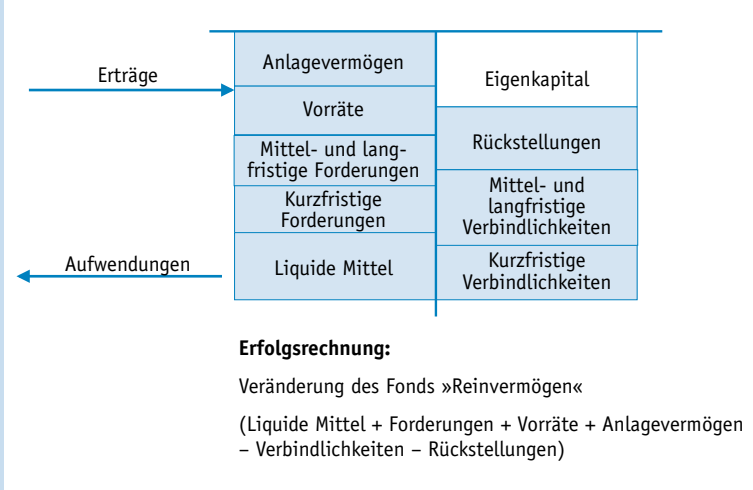 Erträge
Aufwendungen
Anlagevermögen
Vorräte
Mittel- und lang-
fristige Forderungen
Kurzfristige
Forderungen
Liquide Mittel
Eigenkapital
Rückstellungen
Mittel- und
langfristige
Verbindlichkeiten
Kurzfristige
Verbindlichkeiten
Erfolgsrechnung:
Veränderung des Fonds »Reinvermögen«
(Liquide Mittel + Forderungen + Vorräte + Anlagevermögen
– Verbindlichkeiten – Rückstellungen)